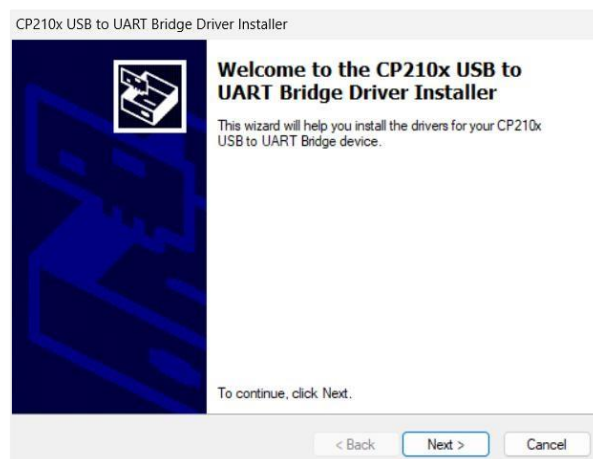 CP210x USB to UART Bridge Driver Installer
Welcome to the CP210x USB to
UART Bridge Driver Installer
This wizard will help you install the drivers for your CP210x
USB to UART Bridge device.
To continue, click Next.
< Back
Next >
Cancel